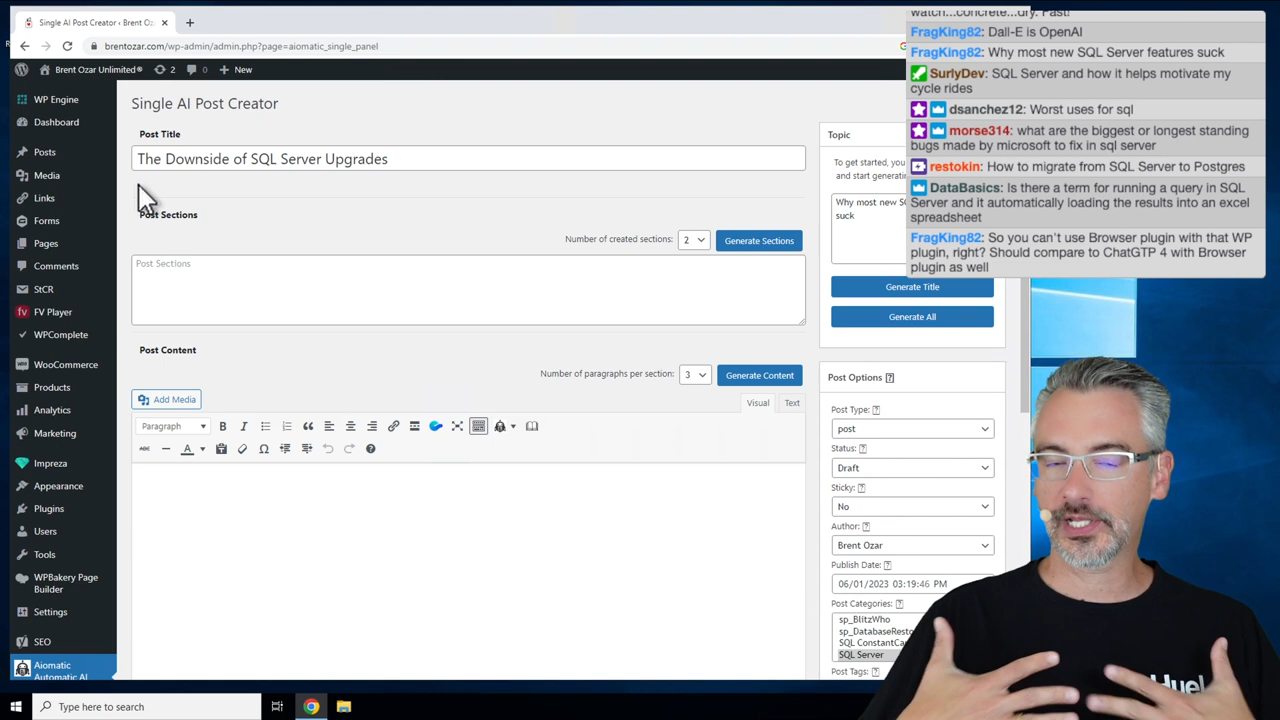 Single AI Post Creator ‹ Brent Oz
brentozar.com/wp-admin/admin.php?page=aiomatic_single_panel
Brent Ozar Unlimited®
2
0
New
WP Engine
Dashboard
Posts
Media
Links
Forms
Pages
Comments
StCR
FV Player
WPComplete
WooCommerce
Products
Analytics
Marketing
Impreza
Appearance
Plugins
Users
Tools
WPBakery Page
Builder
Settings
SEO
Aiomatic
Automatic AI
Single AI Post Creator
Post Title
The Downside of SQL Server Upgrades
Post Sections
Number of created sections:
2
Generate Sections
Post Sections
Post Content
Number of paragraphs per section:
3
Generate Content
Add Media
Visual
Text
Paragraph
B
I
ABC
A
Topic
To get started, you
and start generatin
Why most new SQ
suck
Generate Title
Generate All
Post Options
Post Type:
post
Status:
Draft
Sticky:
No
Author:
Brent Ozar
Publish Date:
06/01/2023 03:19:46 PM
Post Categories:
sp_BlitzWho
sp_DatabaseResto
SQL ConstantCa
SQL Server
Post Tags:
watch...concrete...dry. Fast!
FragKing82: Dall-E is OpenAI
FragKing82: Why most new SQL Server features suck
SurlyDev: SQL Server and how it helps motivate my
cycle rides
dsanchez12: Worst uses for sql
morse314: what are the biggest or longest standing
bugs made by microsoft to fix in sql server
restokin: How to migrate from SQL Server to Postgres
DataBasics: Is there a term for running a query in SQL
Server and it automatically loading the results into an excel
spreadsheet
FragKing82: So you can't use Browser plugin with that WP
plugin, right? Should compare to ChatGTP 4 with Browser
plugin as well
Huel
Type here to search